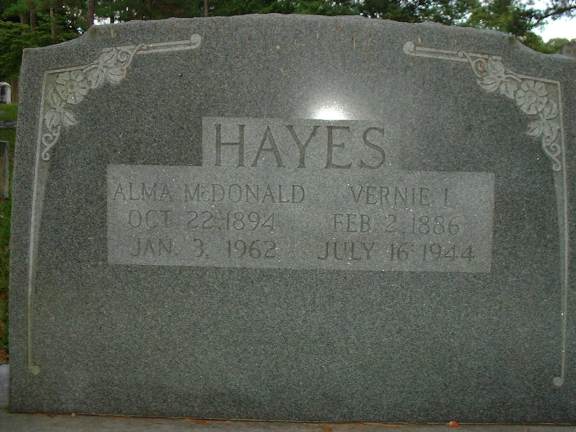 HAYES
ALMA MCDONALD
OCT. 22, 1894
JAN. 3, 1962
VERNIE L.
FEB. 2, 1886
JULY 16, 1944